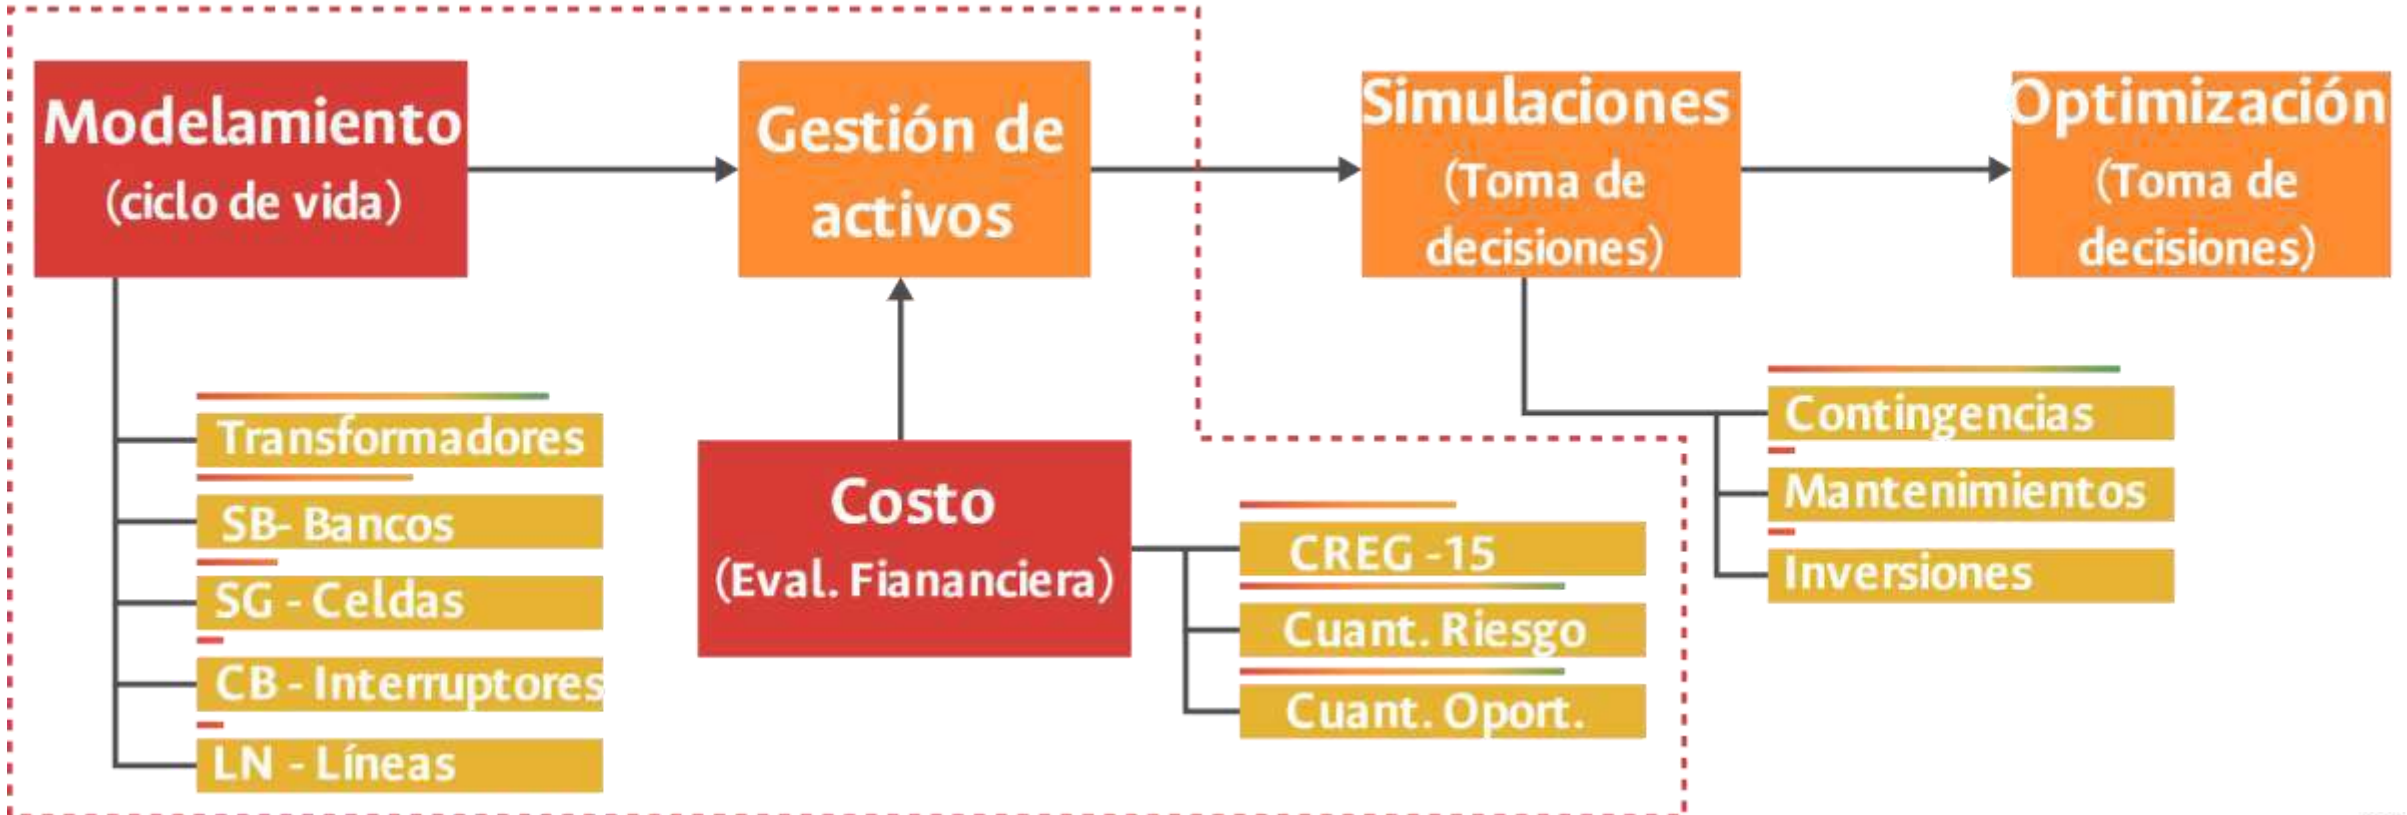 Modelamiento
(ciclo de vida)
Gestión de
activos
Simulaciones
(Toma de
decisiones)
Optimización
(Toma de
decisiones)
Transformadores
SB- Bancos
SG - Celdas
CB - Interruptores
LN - Líneas
Costo
(Eval. Fiananciera)
CREG -15
Cuant. Riesgo
Cuant. Oport.
Contingencias
Mantenimientos
Inversiones